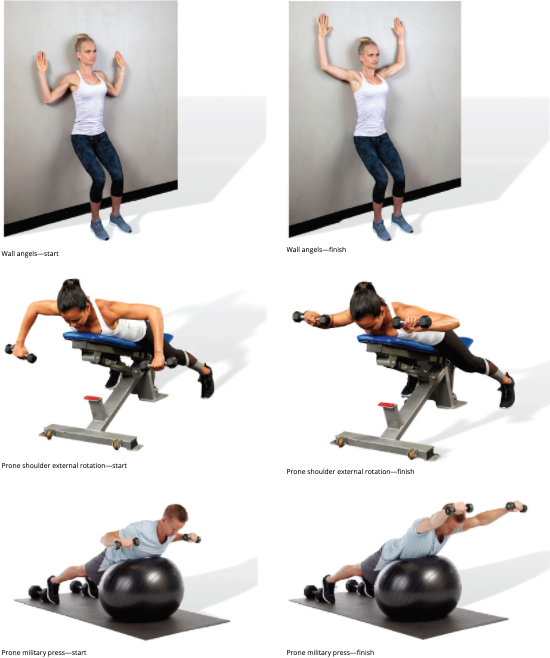 Wall angels—start
Wall angels—finish
Prone shoulder external rotation—start
Prone shoulder external rotation—finish
Prone military press—start
Prone military press—finish